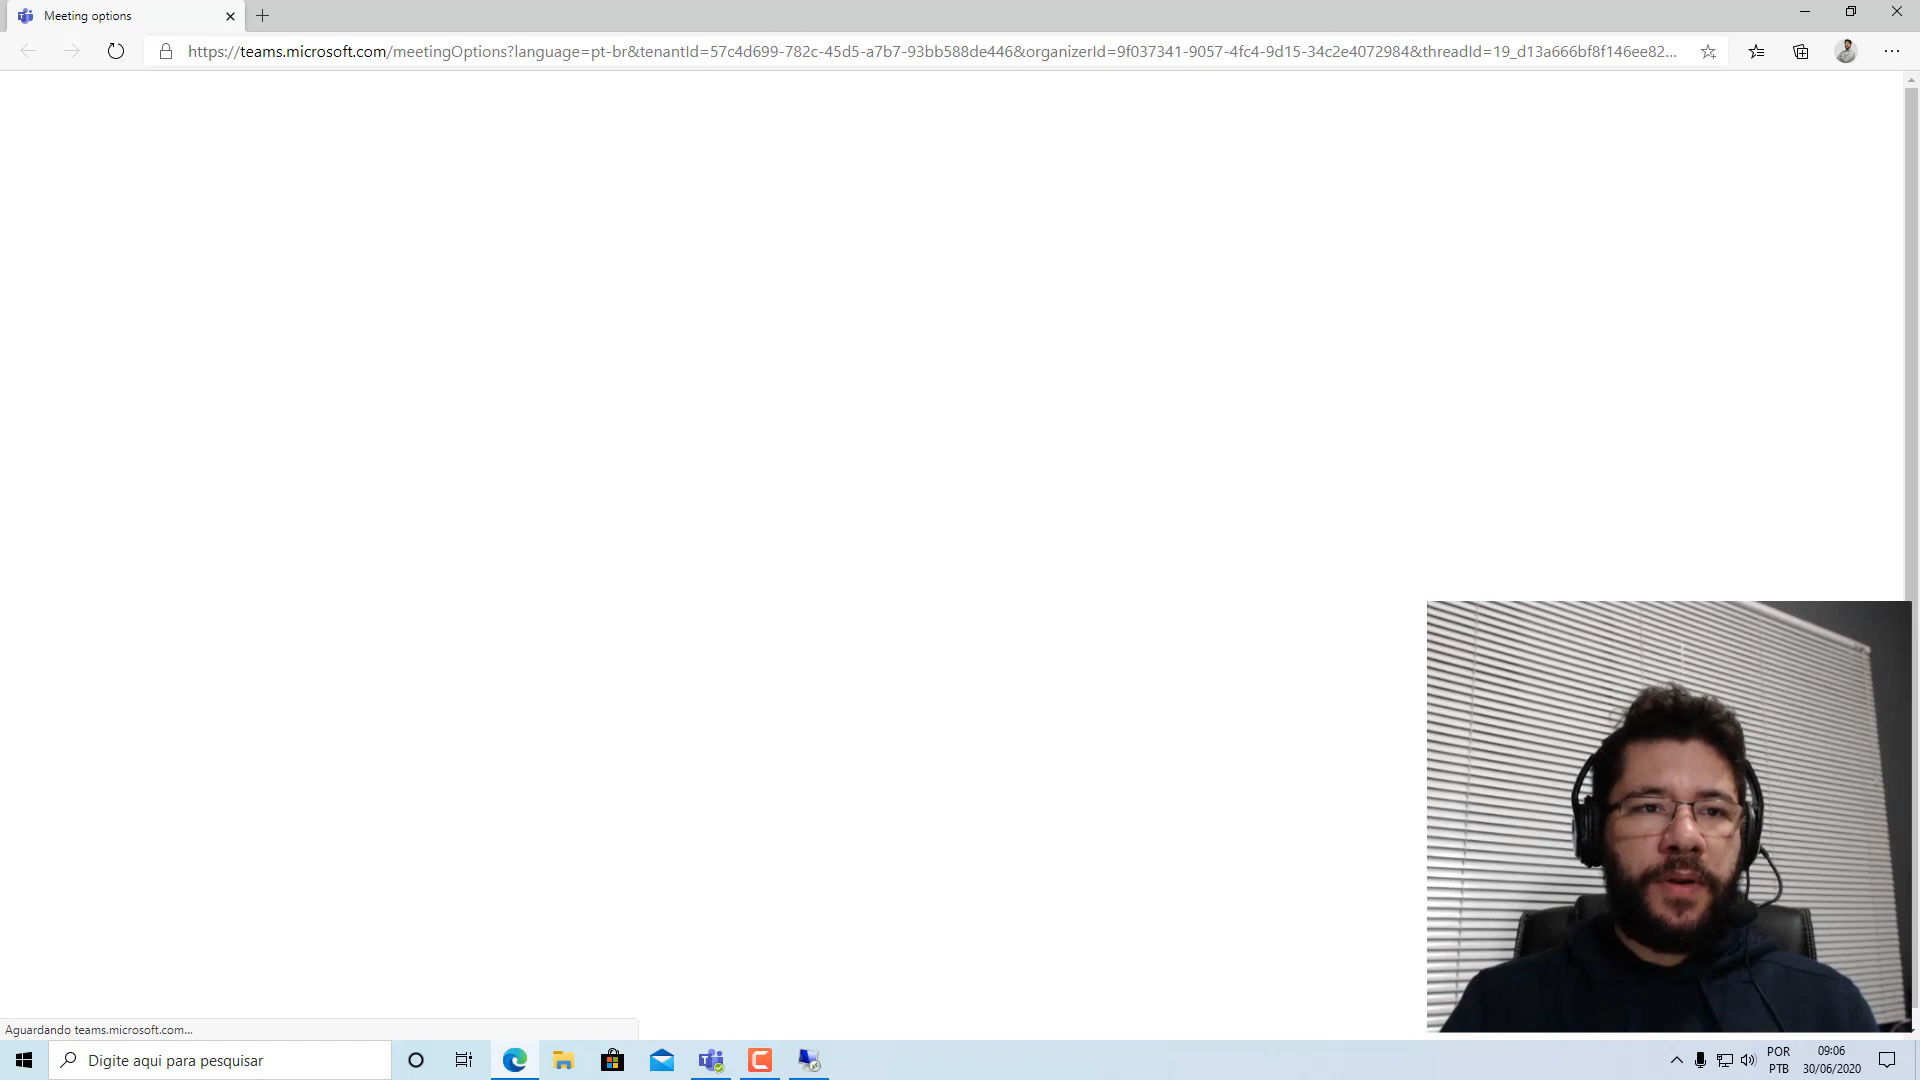 Meeting options
https://teams.microsoft.com/meetingOptions?language=pt-br&tenantId=57c4d699-782c-45d5-a7b7-93bb588de446&organizerId=9f037341-9057-4fc4-9d15-34c2e4072984&threadId=19_d13a666bf8f146ee82...
Aguardando teams.microsoft.com...
Digite aqui para pesquisar
POR
PTB
09:06
30/06/2020